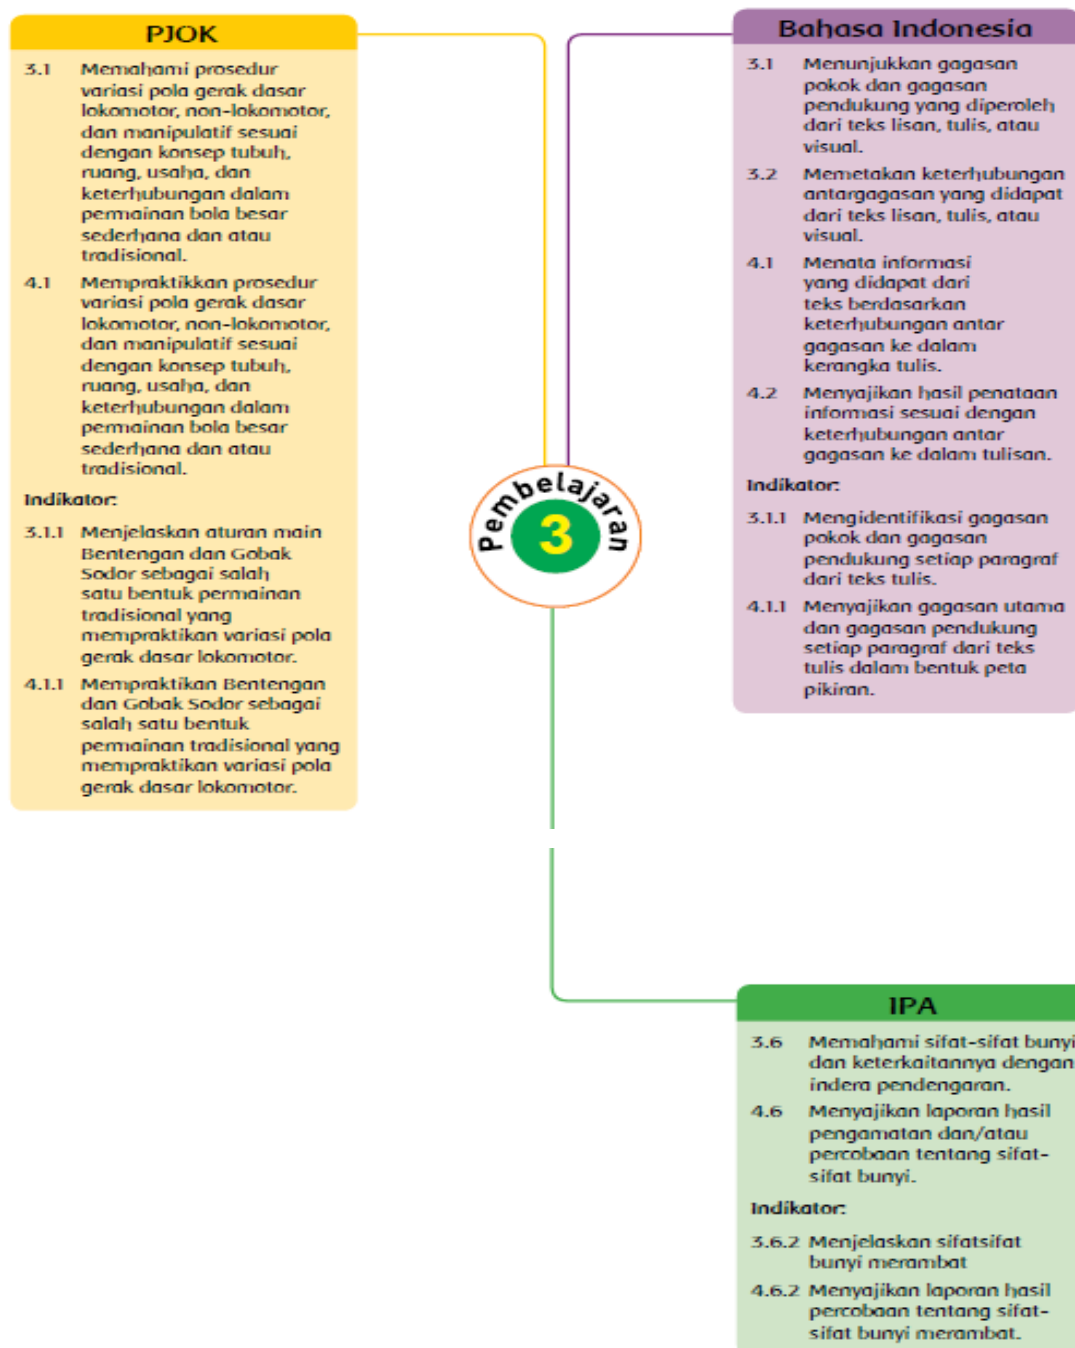 PJOK
3.1 Memahami prosedur
variasi pola gerak dasar
lokomotor, non-lokomotor,
dan manipulatif sesuai
dengan konsep tubuh,
ruang, usaha, dan
keterhubungan dalam
permainan bola besar
sederhana dan atau
tradisional.
4.1 Mempraktikkan prosedur
variasi pola gerak dasar
lokomotor, non-lokomotor,
dan manipulatif sesuai
dengan konsep tubuh,
ruang, usaha, dan
keterhubungan dalam
permainan bola besar
sederhana dan atau
tradisional.
Indikator:
3.1.1 Menjelaskan aturan main
Bentengan dan Gobak
Sodor sebagai salah
satu bentuk permainan
tradisional yang
mempraktikan variasi pola
gerak dasar lokomotor.
4.1.1 Mempraktikan Bentengan
dan Gobak Sodor sebagai
salah satu bentuk
permainan tradisional yang
mempraktikan variasi pola
gerak dasar lokomotor.
Bahasa Indonesia
3.1 Menunjukkan gagasan
pokok dan gagasan
pendukung yang diperoleh
dari teks lisan, tulis, atau
visual.
3.2 Memetakan keterhubungan
antargagasan yang didapat
dari teks lisan, tulis, atau
visual.
4.1 Menata informasi
yang didapat dari
teks berdasarkan
keterhubungan antar
gagasan ke dalam
kerangka tulis.
4.2 Menyajikan hasil penataan
informasi sesuai dengan
keterhubungan antar
gagasan ke dalam tulisan.
Indikator:
3.1.1 Mengidentifikasi gagasan
pokok dan gagasan
pendukung setiap paragraf
dari teks tulis.
4.1.1 Menyajikan gagasan utama
dan gagasan pendukung
setiap paragraf dari teks
tulis dalam bentuk peta
pikiran.
Pembelajaran
3
IPA
3.6 Memahami sifat-sifat bunyi
dan keterkaitannya dengan
indera pendengaran.
4.6 Menyajikan laporan hasil
pengamatan dan/atau
percobaan tentang sifat-
sifat bunyi.
Indikator:
3.6.2 Menjelaskan sifatsifat
bunyi merambat
4.6.2 Menyajikan laporan hasil
percobaan tentang sifat-
sifat bunyi merambat.